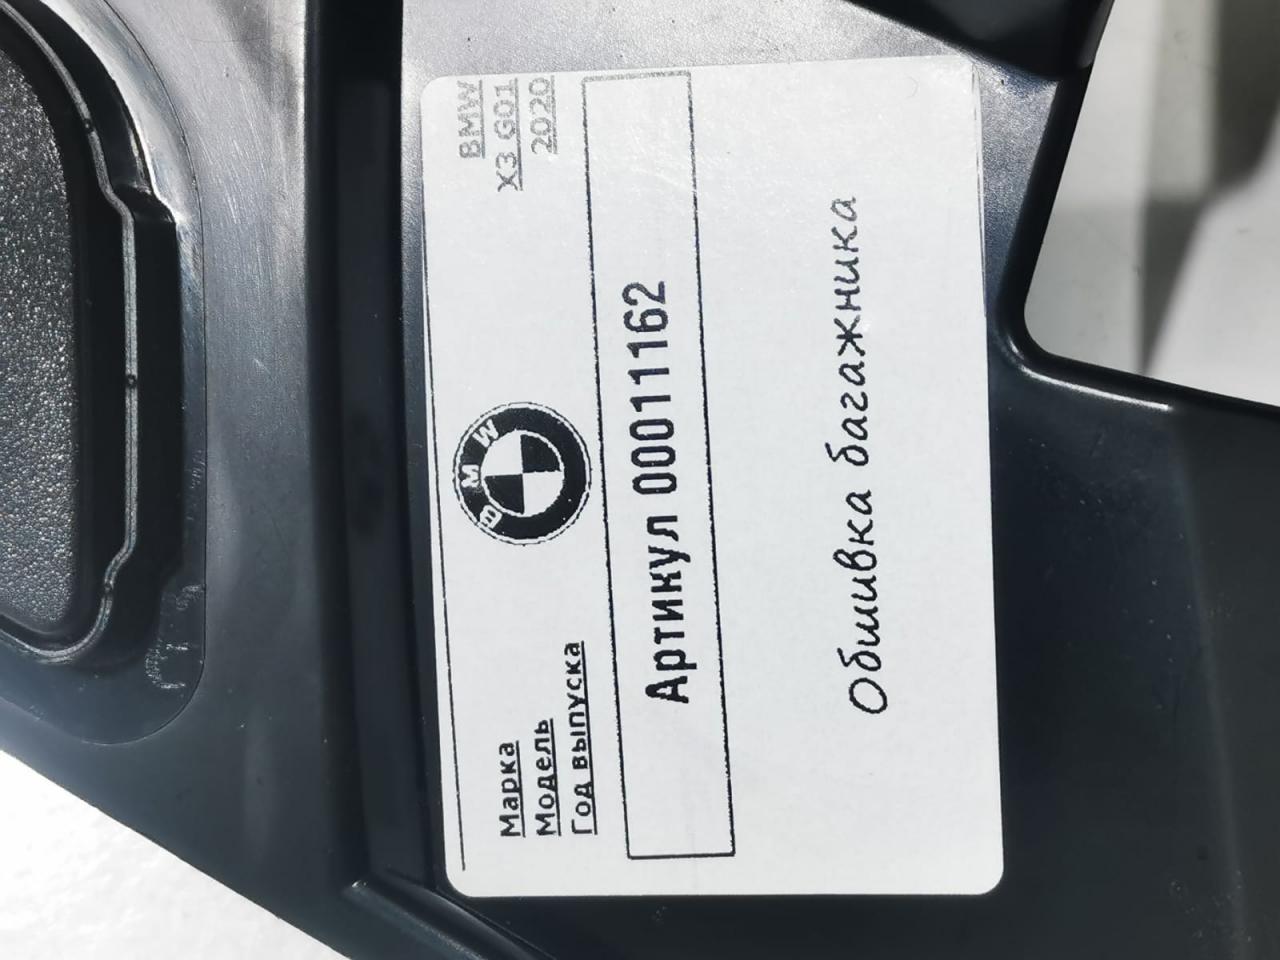 Марка BMW
Модель X3 G01
Год выпуска 2020
BMW
Артикул 00011162
Обшивка багажника